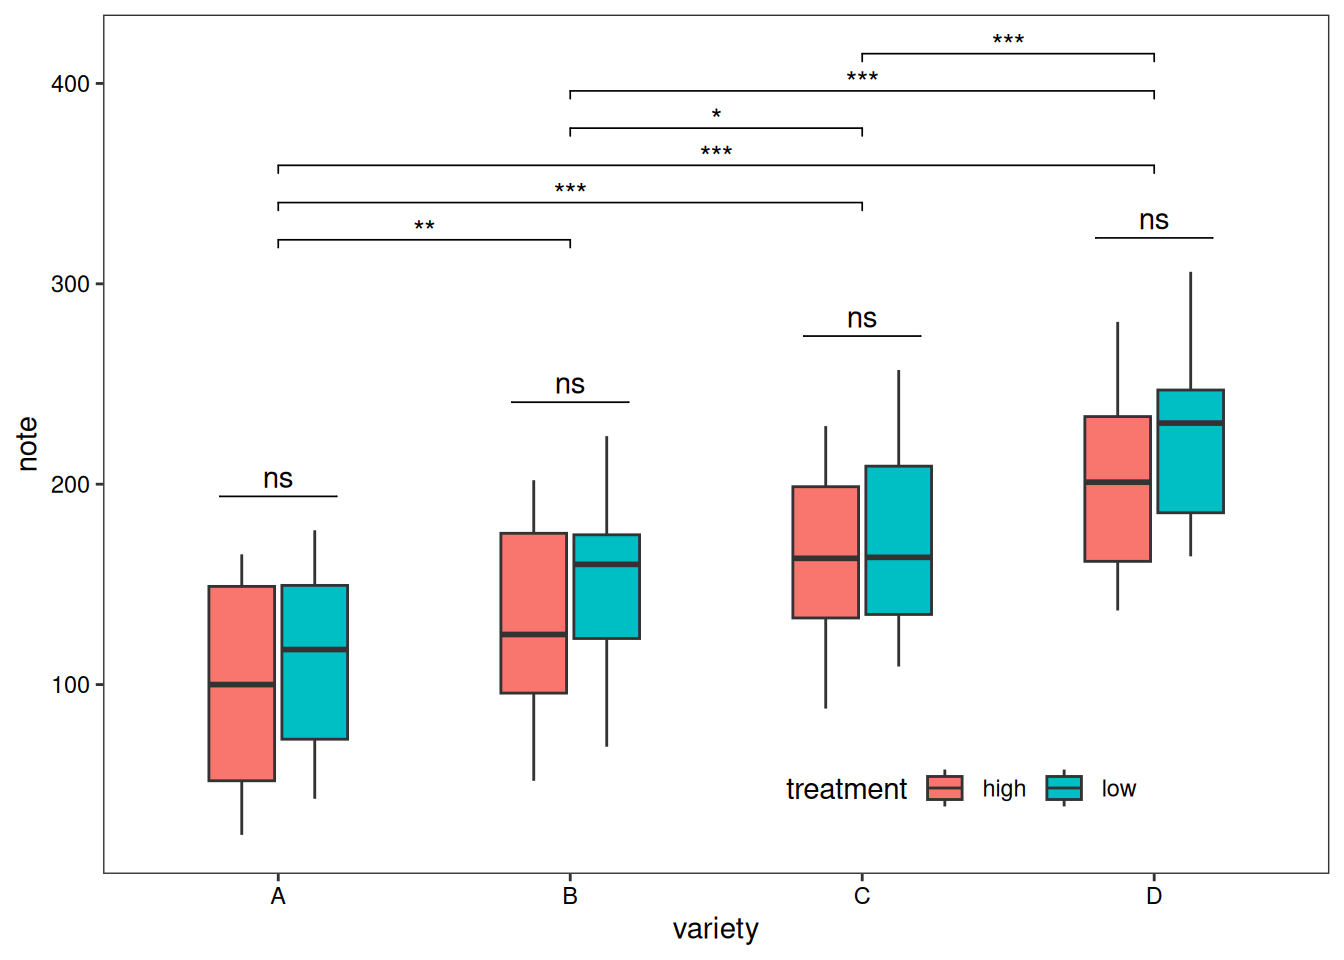 ***
400
***
*
***
***
**
ns
300
ns
ns
note
200
ns
100
treatment high low
A B C D
variety